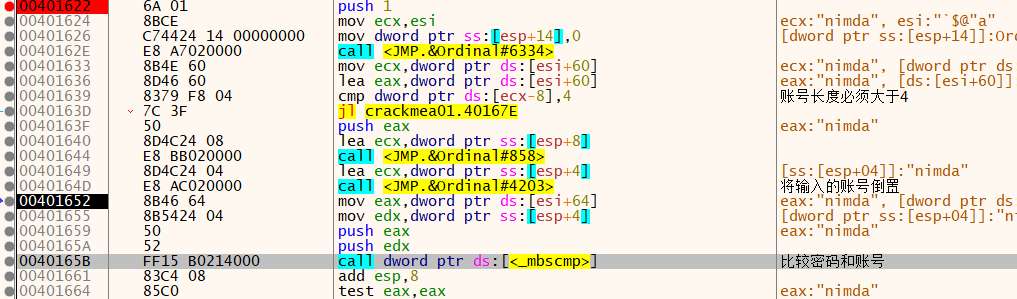 00401622 6A 01 push 1
00401624 8BCE mov ecx,esi ecx:"nimda", esi:"`$@"a"
00401626 C74424 14 00000000 mov dword ptr ss:[esp+14],0 [dword ptr ss:[esp+14]]:Or
0040162E E8 A7020000 call <JMP.&Ordinal#6334>
00401633 8B4E 60 mov ecx,dword ptr ds:[esi+60] ecx:"nimda", [dword ptr ds
00401636 8D46 60 lea eax,dword ptr ds:[esi+60] eax:"nimda", [ds:[esi+60]]
00401639 8379 F8 04 cmp dword ptr ds:[ecx-8],4 账号长度必须大于4
0040163D 7C 3F jl crackmea01.40167E
0040163F 50 push eax eax:"nimda"
00401640 8D4C24 08 lea ecx,dword ptr ss:[esp+8]
00401644 E8 BB020000 call <JMP.&Ordinal#858>
00401649 8D4C24 04 lea ecx,dword ptr ss:[esp+4] [ss:[esp+04]]:"nimda"
0040164D E8 AC020000 call <JMP.&Ordinal#4203> 将输入的账号倒置
00401652 8B46 64 mov eax,dword ptr ds:[esi+64] eax:"nimda", [dword ptr ds
00401655 8B5424 04 mov edx,dword ptr ss:[esp+4] [dword ptr ss:[esp+04]]:"n
00401659 50 push eax eax:"nimda"
0040165A 52 push edx
0040165B FF15 B0214000 call dword ptr ds:[<_mbscmp>] 比较密码和账号
00401661 83C4 08 add esp,8
00401664 85C0 test eax,eax eax:"nimda"